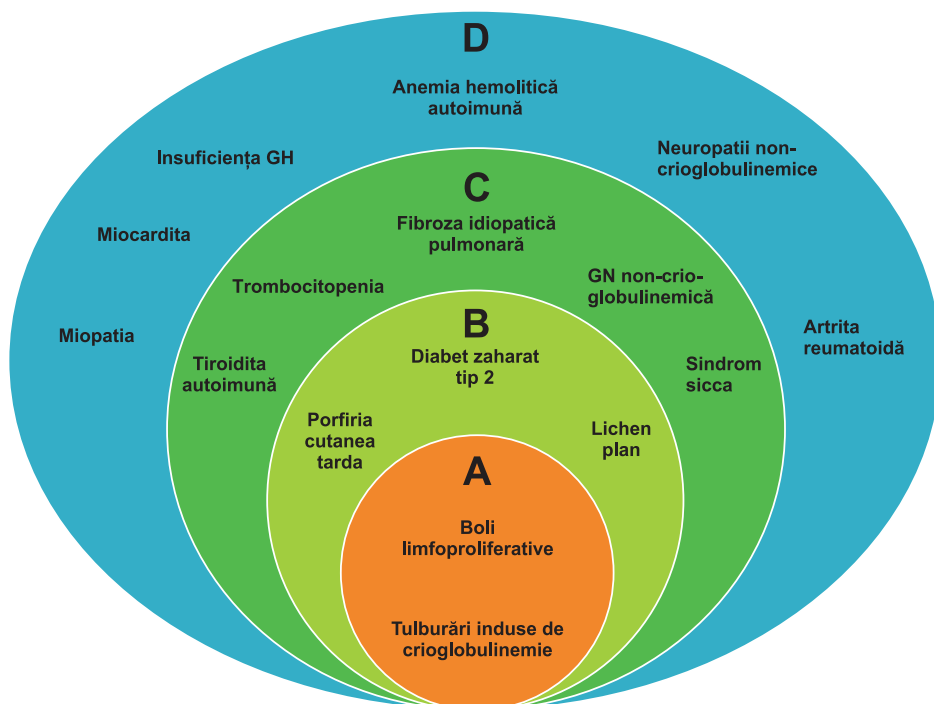 D
Anemia hemolitică
autoimună
Insuficiența GH
Neuropatii non-
crioglobulinemice
Miocardita
Miopatia
Artrita
reumatoidă
C
Fibroza idiopatică
pulmonară
Trombocitopenia
GN non-crio-
globulinemică
Tiroidita
autoimună
Sindrom
sicca
B
Diabet zaharat
tip 2
Porfiria
cutanea
tarda
Lichen
plan
A
Boli
limfoproliferative
Tulburări induse de
crioglobulinemie